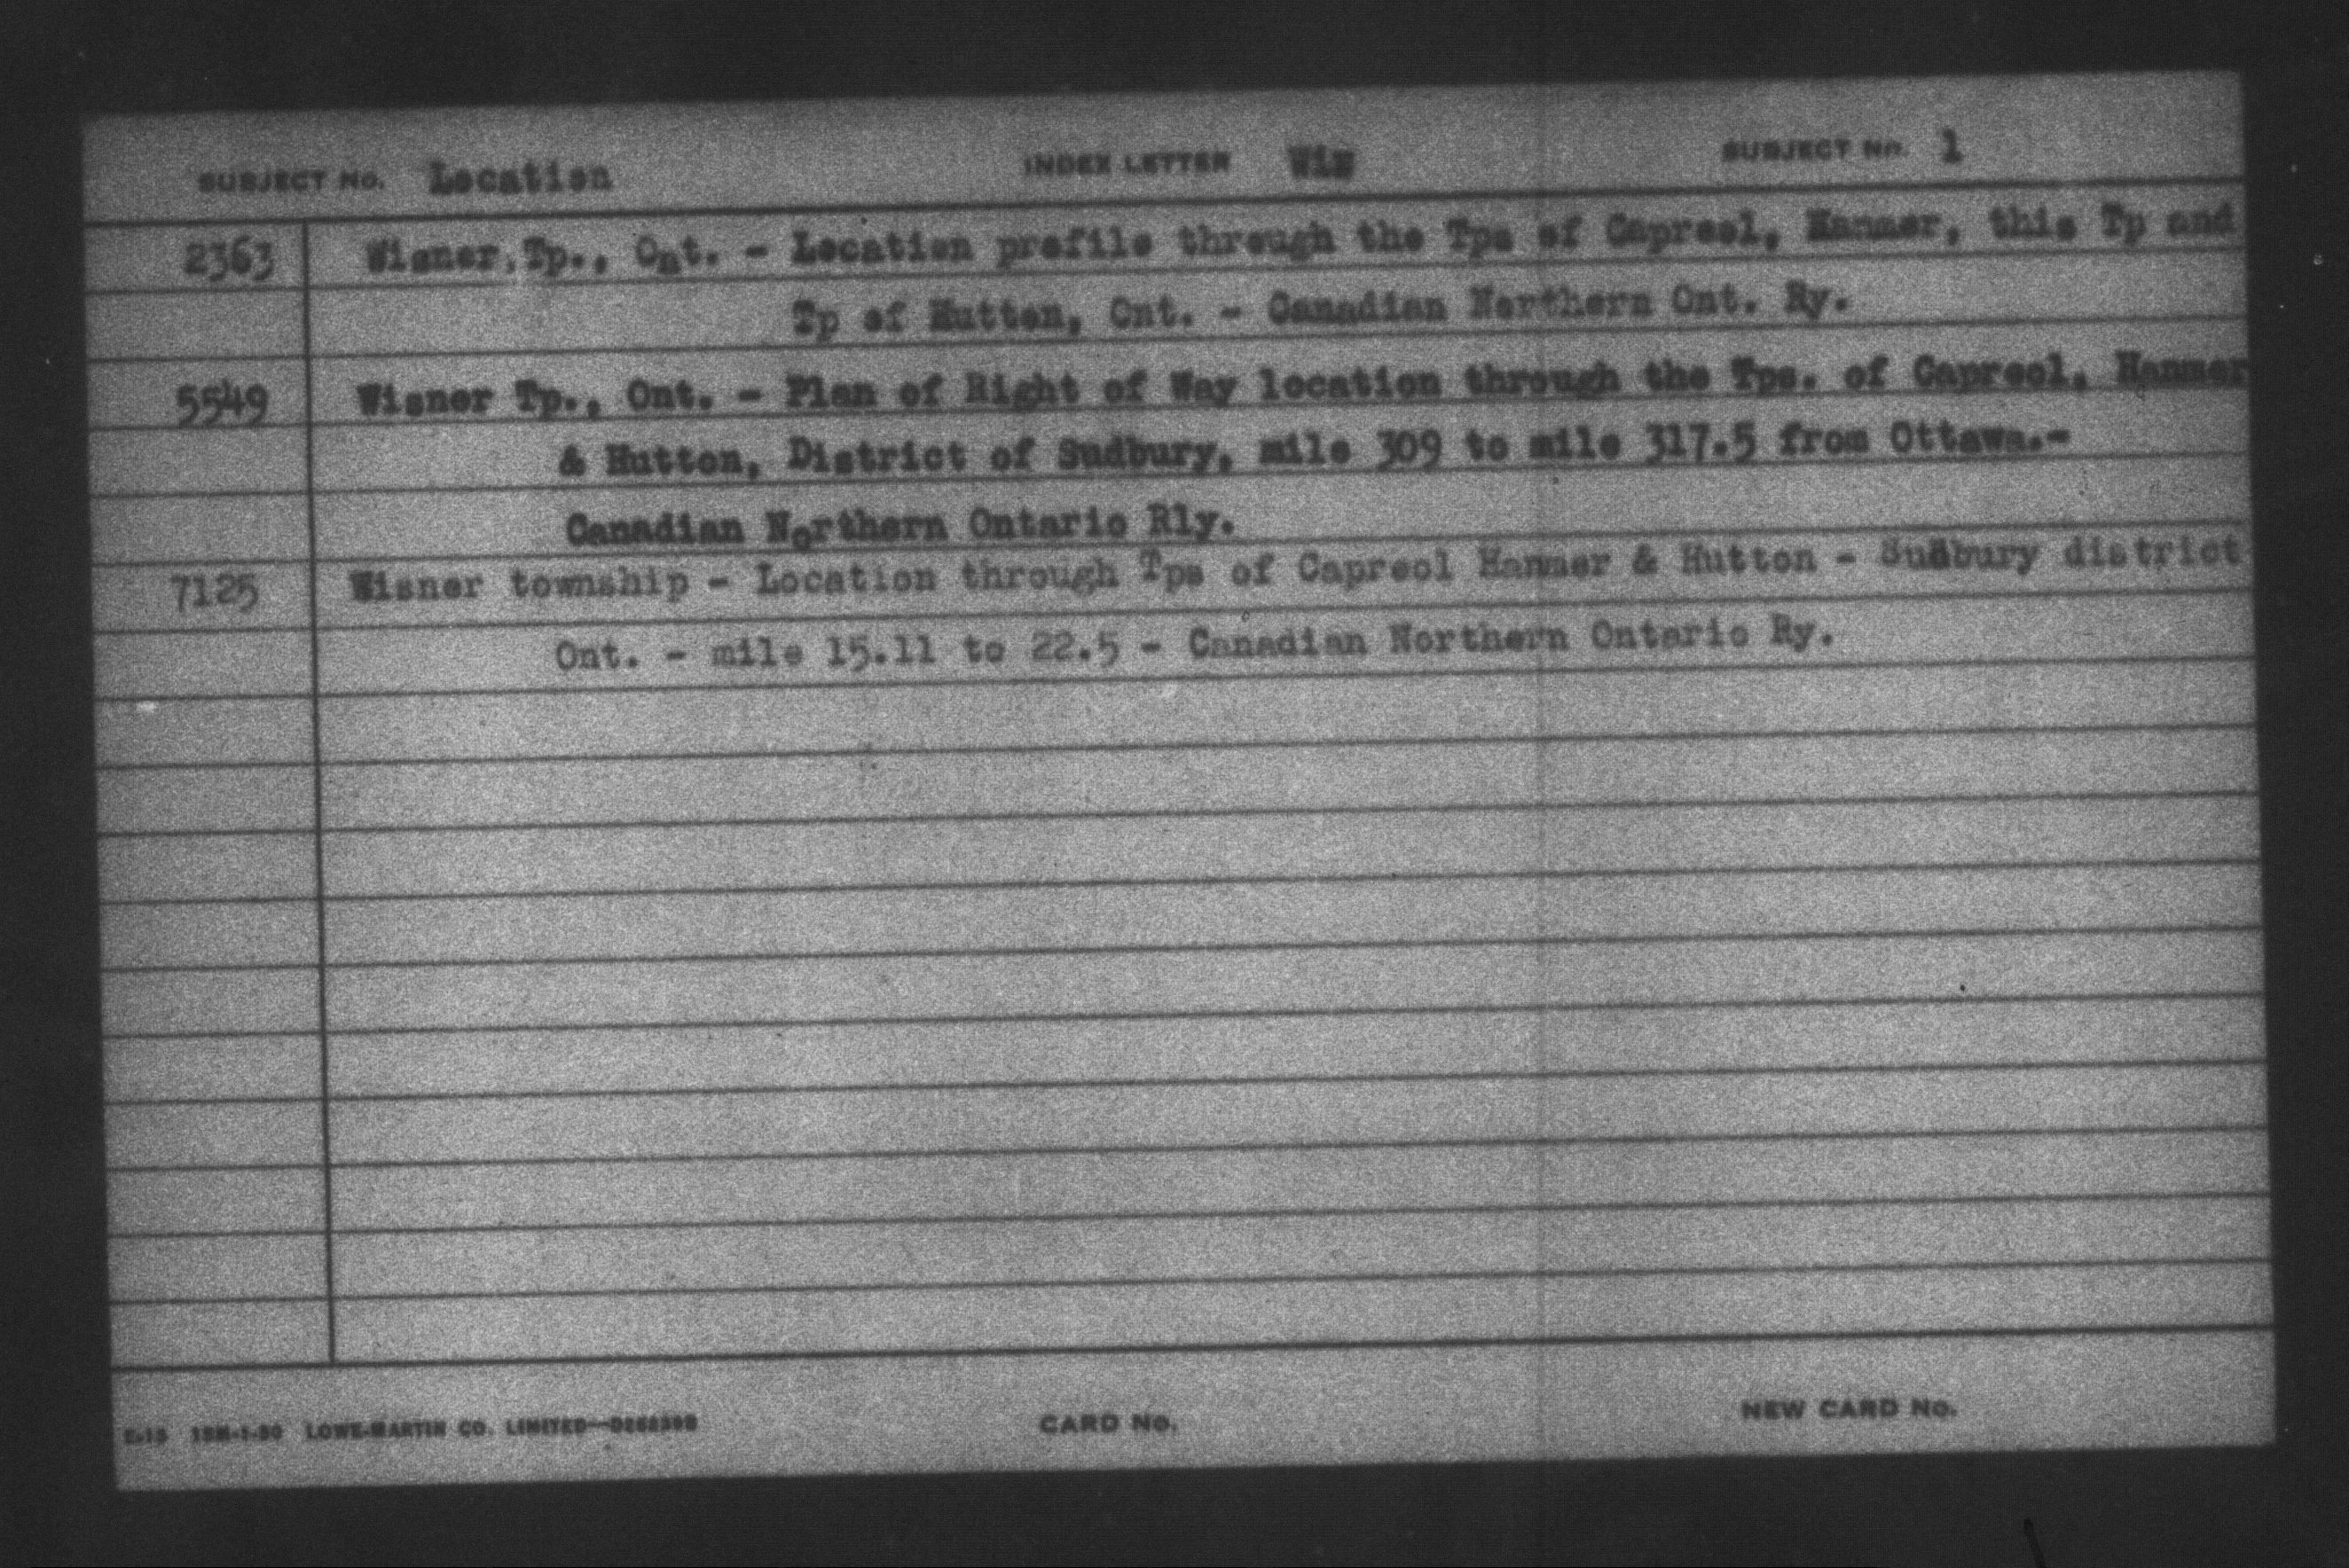 SUBJECT No. Location INDEX LETTER Wis SUBJECT No. 1
2363 Wisner, Tp., Ont. - Location profile through the Tps of Capreol, Hanmer, this Tp and
Tp of Hutton, Ont. - Canadian Northern Ont. Ry.
5549 Wisner Tp., Ont. - Plan of Right of Way location through the Tps. of Capreol, Hanmer
& Hutton, District of Sudbury, mile 309 to mile 317.5 from Ottawa.-
Canadian Northern Ontario Rly.
7125 Wisner township - Location through Tps of Capreol Hanmer & Hutton - Sudbury district
Ont. - mile 15.11 to 22.5 - Canadian Northern Ontario Ry.
LOWE-MARTIN CO. LIMITED CARD No. NEW CARD No.